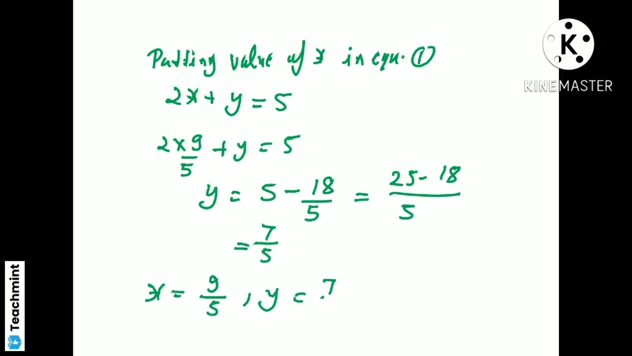 Putting value of x in equ. ①
2x + y = 5
2 × 9/5 + y = 5
y = 5 - 18/5 = 25 - 18/5
= 7/5
x = 9/5 , y = 7
K
KINEMASTER
Teachmint